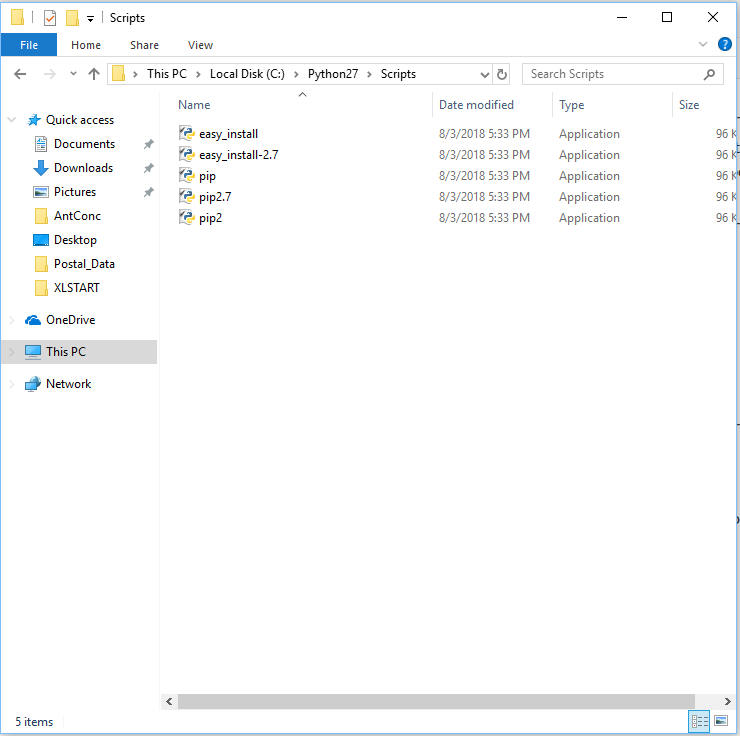 Scripts
File Home Share View
This PC Local Disk (C:) Python27 Scripts Search Scripts
Name Date modified Type Size
Quick access
Documents
Downloads
Pictures
AntConc
Desktop
Postal_Data
XLSTART
OneDrive
This PC
Network
easy_install 8/3/2018 5:33 PM Application 96 K
easy_install-2.7 8/3/2018 5:33 PM Application 96 K
pip 8/3/2018 5:33 PM Application 96 K
pip2.7 8/3/2018 5:33 PM Application 96 K
pip2 8/3/2018 5:33 PM Application 96 K
5 items